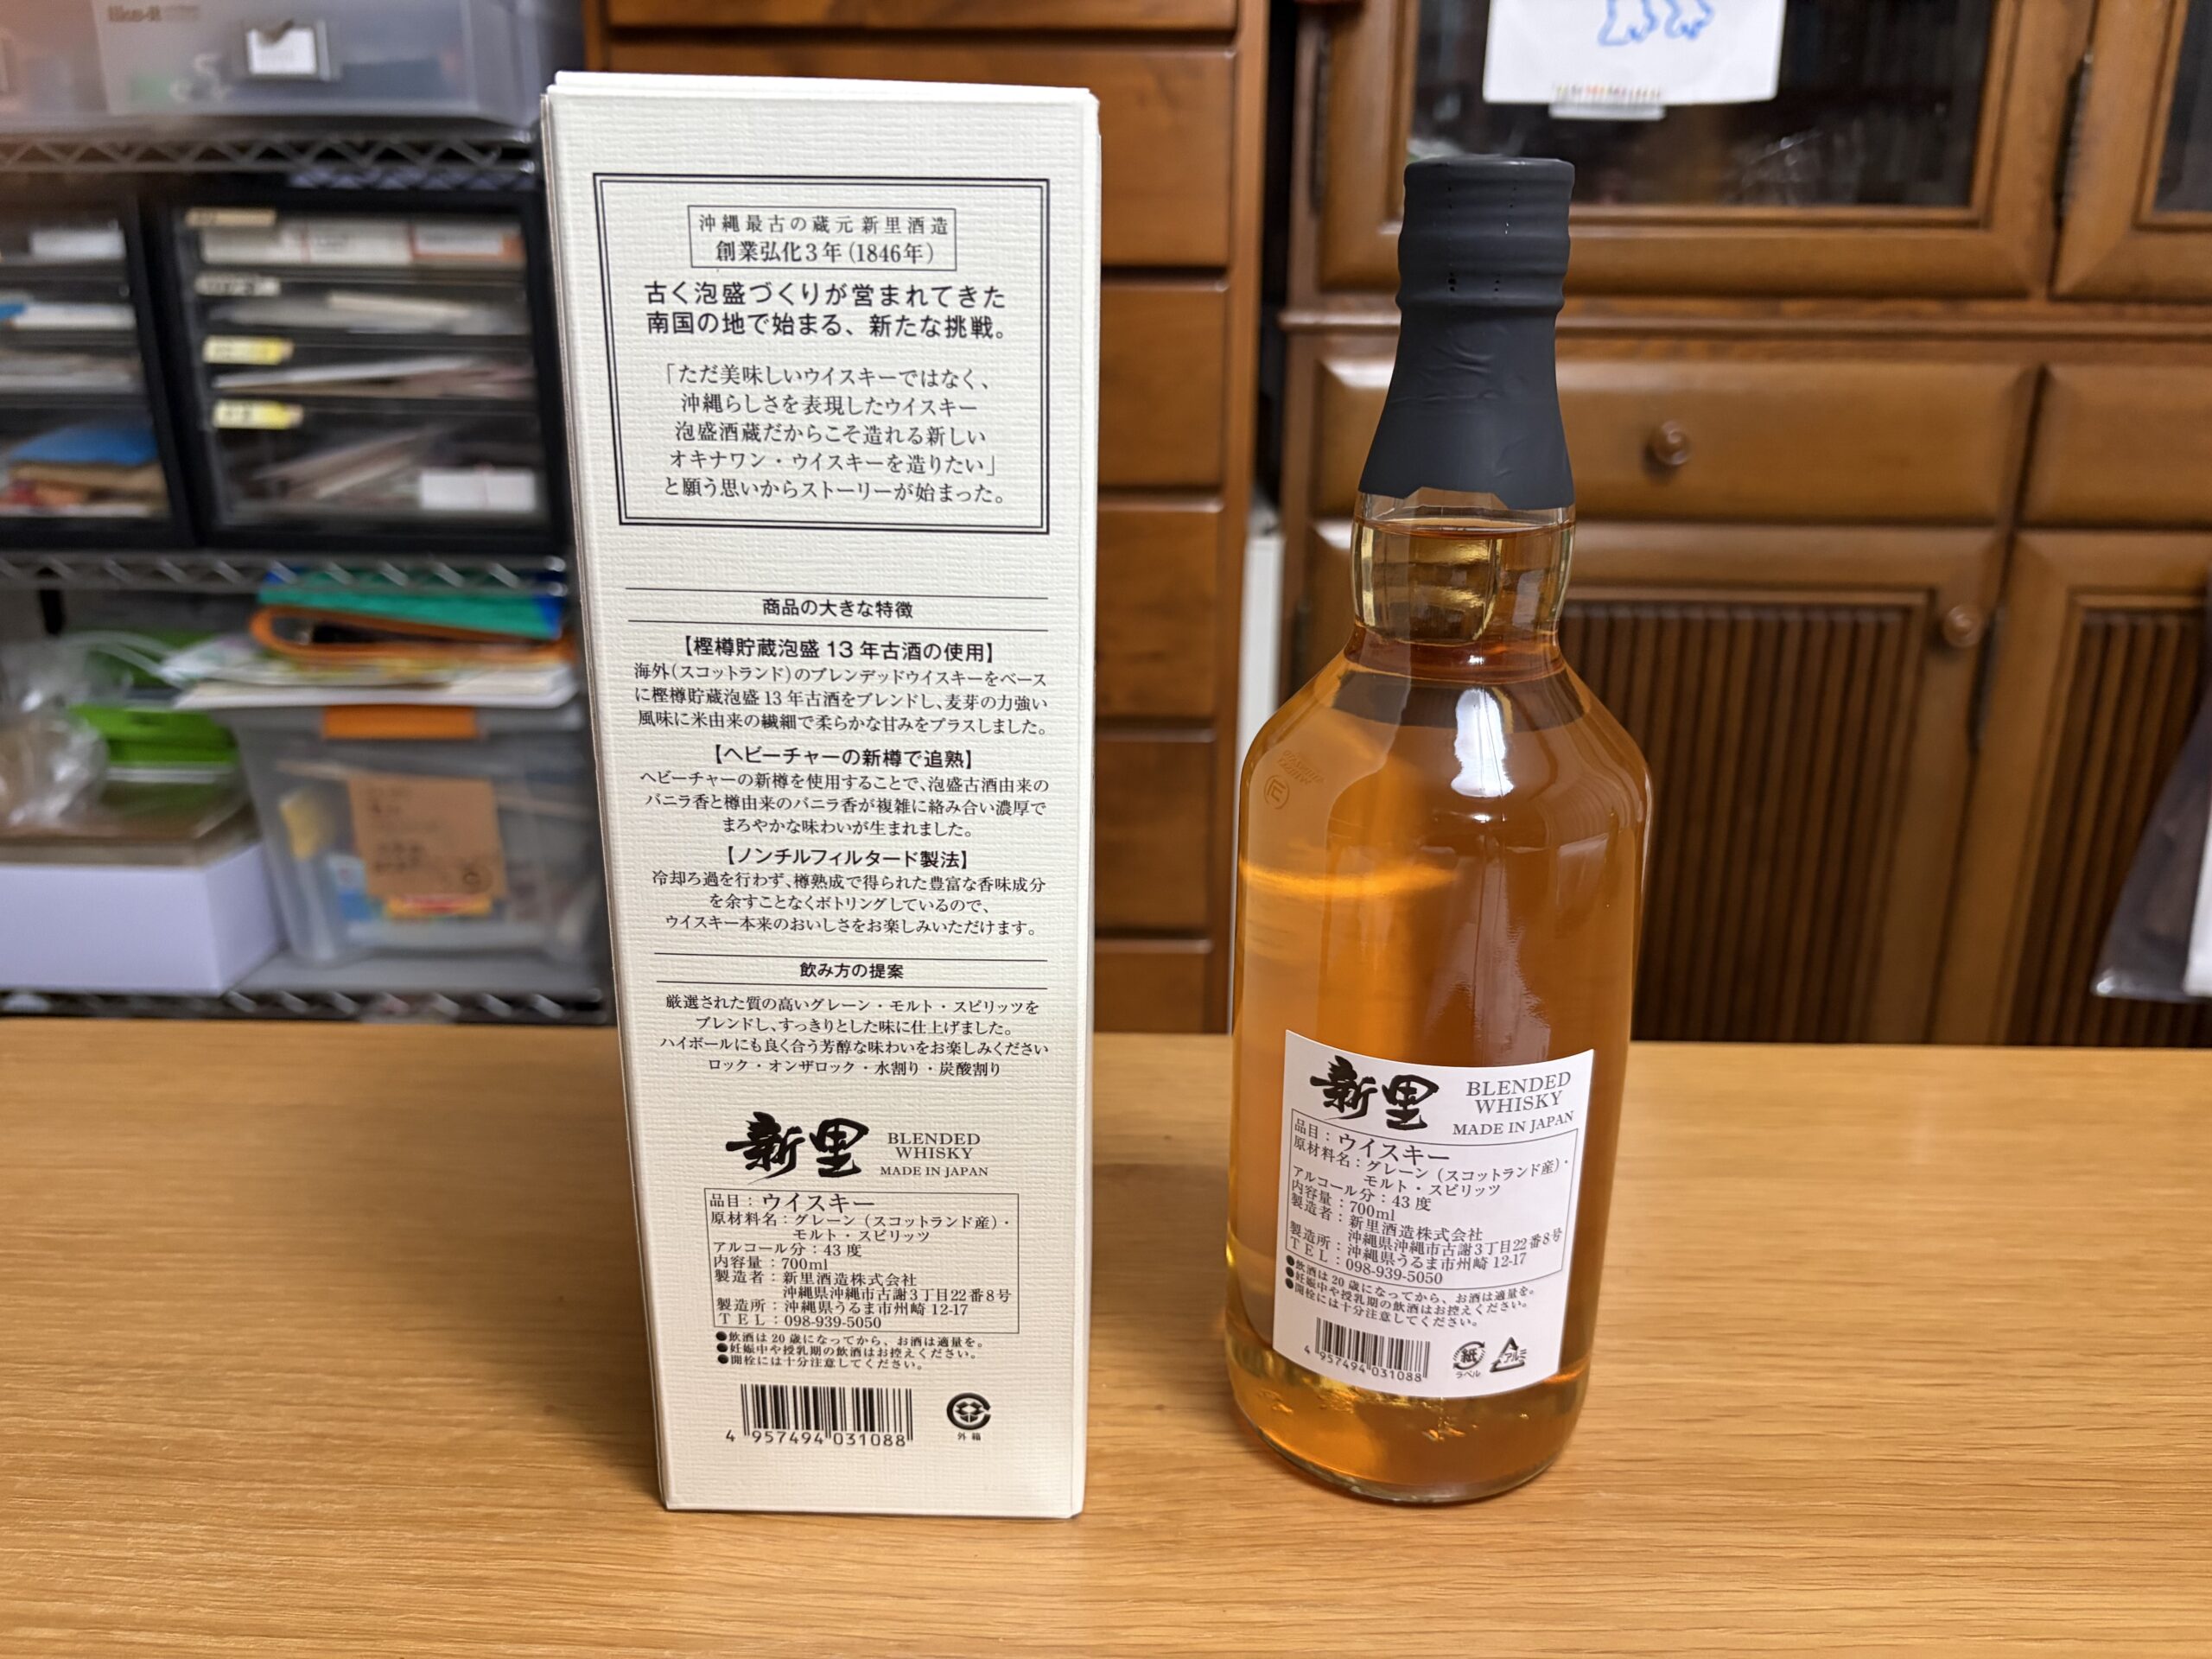 沖縄最古の蔵元新里酒造
創業弘化3年(1846年)
古く泡盛づくりが営まれてきた
南国の地で始まる、新たな挑戦。
「ただ美味しいウイスキーではなく、
沖縄らしさを表現したウイスキー
泡盛酒蔵だからこそ造れる新しい
オキナワン・ウイスキーを造りたい」
と願う思いからストーリーが始まった。
商品の大きな特徴
【樫樽貯蔵泡盛13年古酒の使用】
海外(スコットランド)のブレンデッドウイスキーをベース
に樫樽貯蔵泡盛13年古酒をブレンドし、麦芽の力強い
風味に米由来の繊細で柔らかな甘みをプラスしました。
【ヘビーチャーの新樽で追熟】
ヘビーチャーの新樽を使用することで、泡盛古酒由来の
バニラ香と樽由来のバニラ香が複雑に絡み合い濃厚で
まろやかな味わいが生まれました。
【ノンチルフィルタード製法】
冷却ろ過を行わず、樽熟成で得られた豊富な香味成分
を余すことなくボトリングしているので、
ウイスキー本来のおいしさをお楽しみいただけます。
飲み方の提案
厳選された質の高いグレーン・モルト・スピリッツを
ブレンドし、すっきりとした味に仕上げました。
ハイボールにも良く合う芳醇な味わいをお楽しみください
ロック・オンザロック・水割り・炭酸割り
新里 BLENDED
WHISKY
MADE IN JAPAN
品目：ウイスキー
原材料名：グレーン（スコットランド産）・
モルト・スピリッツ
アルコール分：43度
内容量：700ml
製造者：新里酒造株式会社
沖縄県沖縄市古謝3丁目22番8号
製造所：沖縄県うるま市州崎12-17
TEL：098-939-5050
●飲酒は20歳になってから、お酒は適量を。
●妊娠中や授乳期の飲酒はお控えください。
●開栓には十分注意してください。
4 957494 031088
外箱
新里 BLENDED
WHISKY
MADE IN JAPAN
品目：ウイスキー
原材料名：グレーン（スコットランド産）・
モルト・スピリッツ
アルコール分：43度
内容量：700ml
製造者：新里酒造株式会社
沖縄県沖縄市古謝3丁目22番8号
製造所：沖縄県うるま市州崎12-17
TEL：098-939-5050
●飲酒は20歳になってから、お酒は適量を。
●妊娠中や授乳期の飲酒はお控えください。
●開栓には十分注意してください。
4 957494 031088
紙
ラベル
アルミ